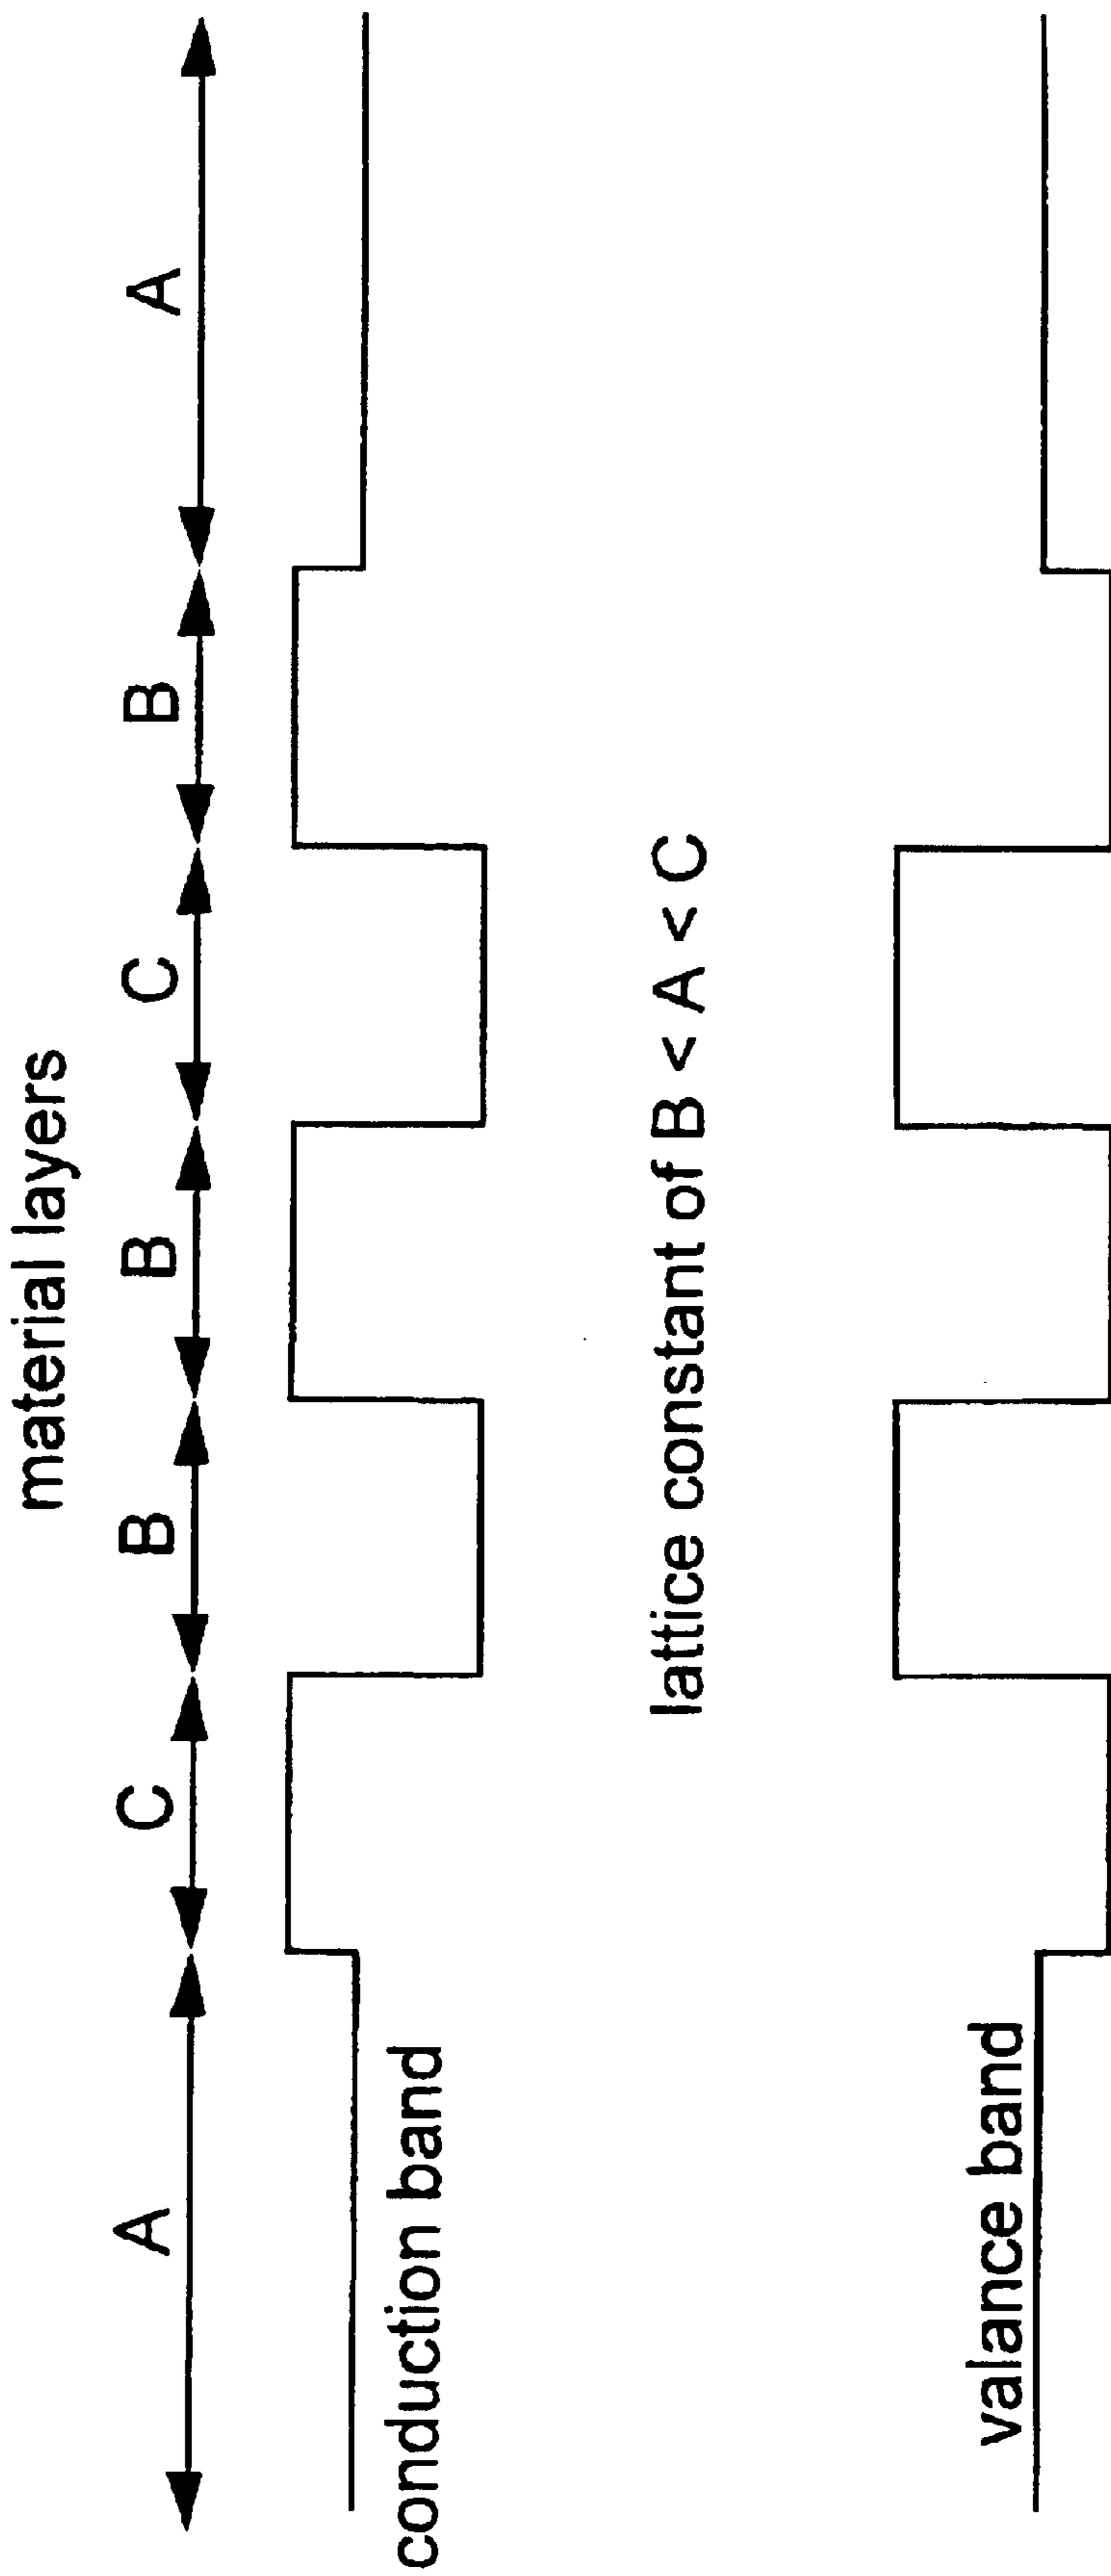 material layers
A C B B C B A
conduction band
lattice constant of B < A < C
valance band